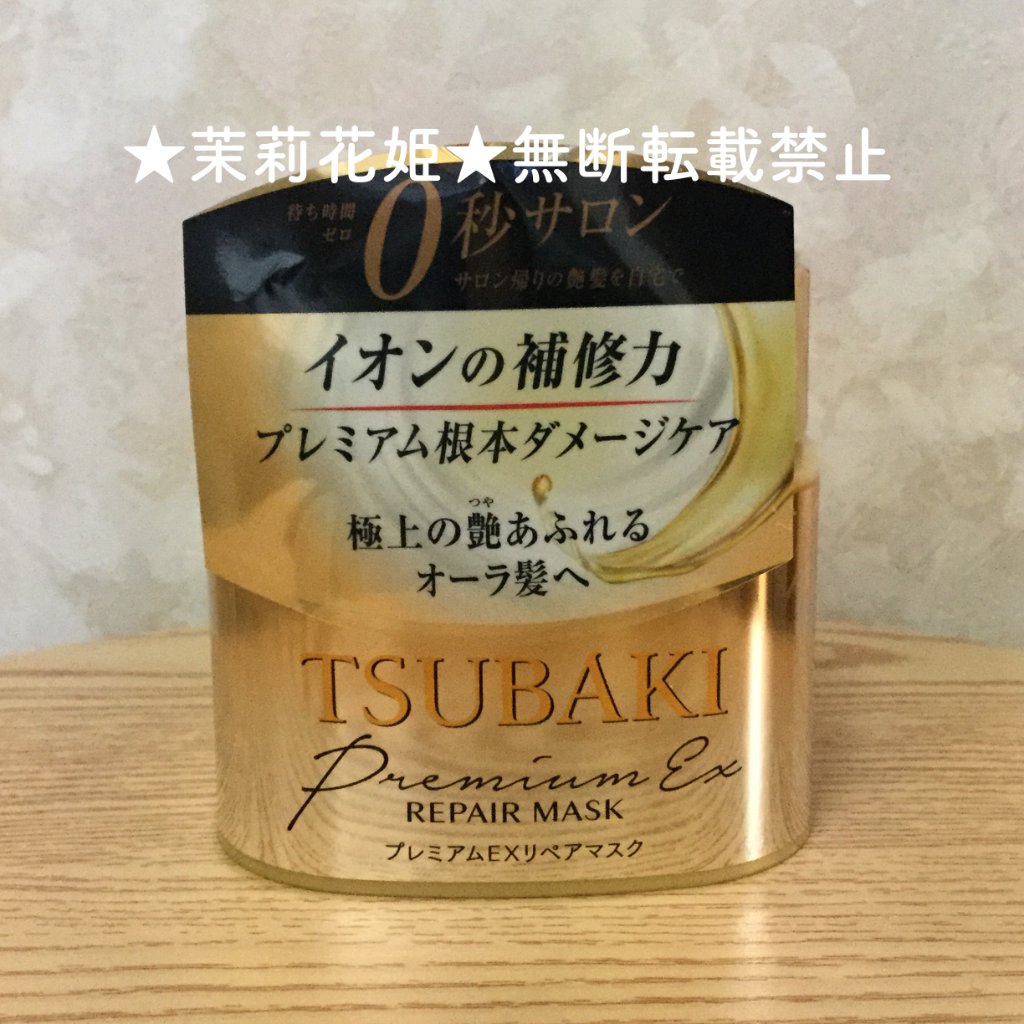 ★茉莉花姫★無断転載禁止
待ち時間
ゼロ
0秒サロン
サロン帰りの艶髪を自宅で
イオンの補修力
プレミアム根本ダメージケア
つや
極上の艶あふれる
オーラ髪へ
TSUBAKI
Premium Ex
REPAIR MASK
プレミアムEXリペアマスク